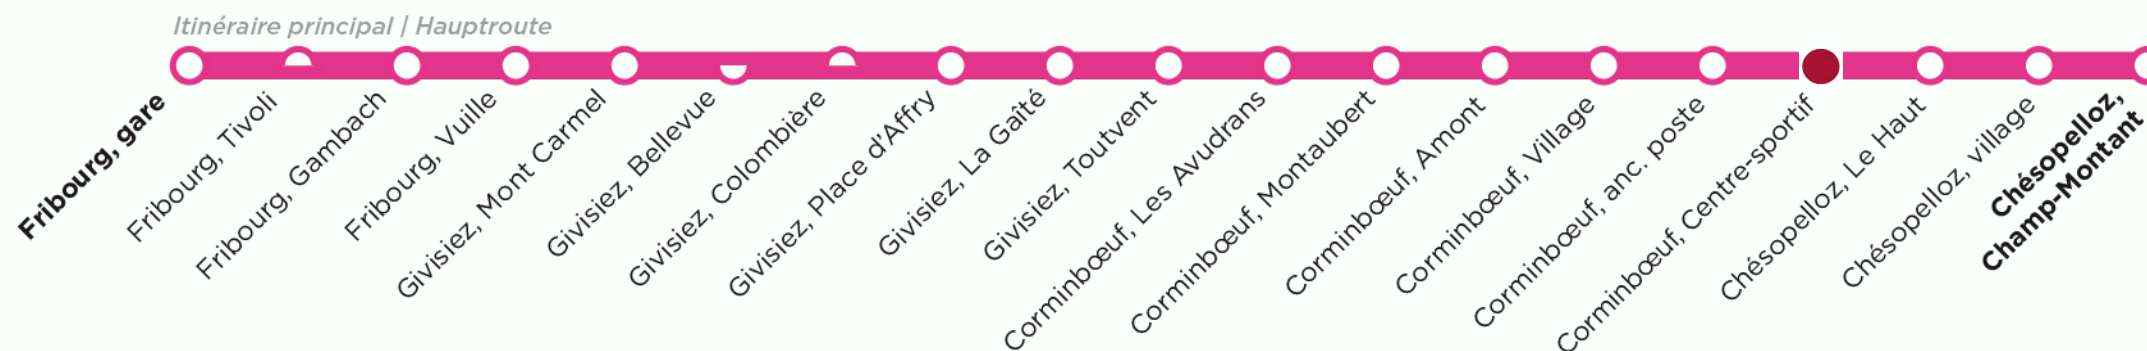 Itinéraire principal | Hauptroute
Fribourg, gare
Fribourg, Tivoli
Fribourg, Gambach
Fribourg, Vuille
Givisiez, Mont Carmel
Givisiez, Bellevue
Givisiez, Colombière
Givisiez, Place d'Affry
Givisiez, La Gaîté
Givisiez, Toutvent
Corminbœuf, Les Avudrans
Corminbœuf, Montaubert
Corminbœuf, Amont
Corminbœuf, Village
Corminbœuf, anc. poste
Corminbœuf, Centre-sportif
Chésopelloz, Le Haut
Chésopelloz, village
Chésopelloz,
Champ-Montant